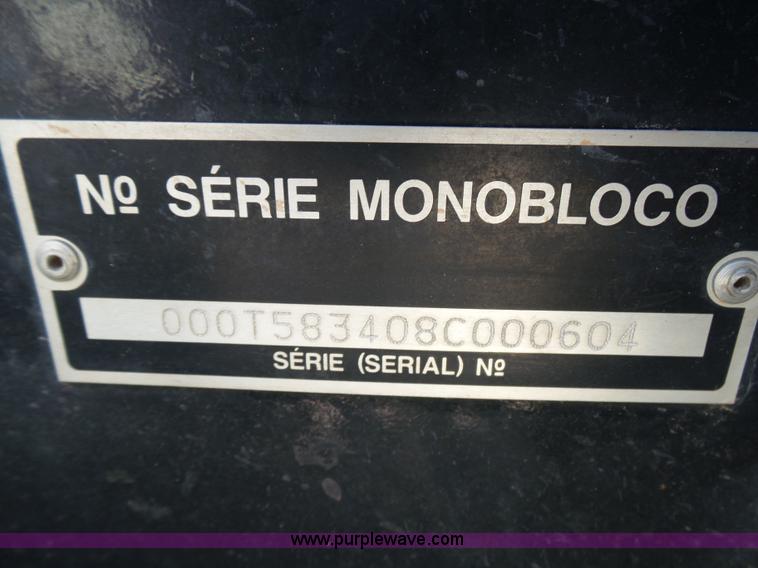 Nº SÉRIE MONOBLOCO
000T583408C000604
SÉRIE (SERIAL) Nº
www.purplewave.com